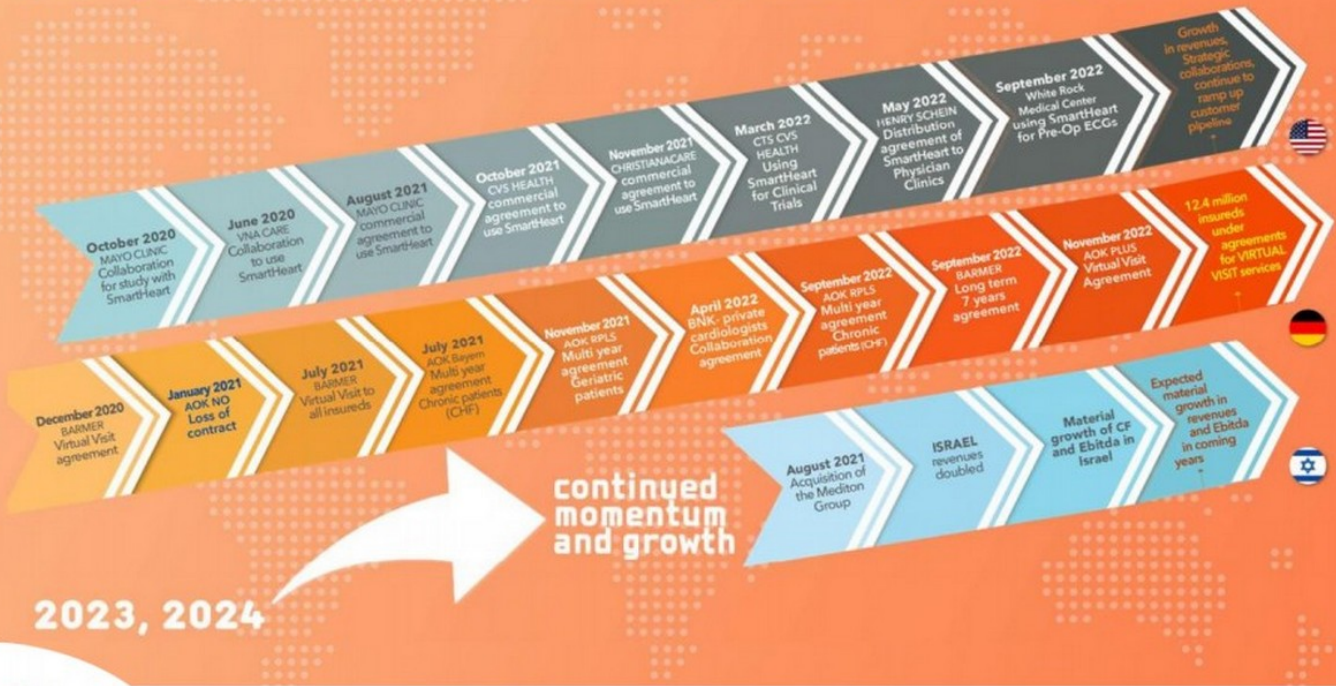 October 2020
MAYO CLINIC
Collaboration
for study with
SmartHeart
June 2020
VNA CARE
Collaboration
to use
SmartHeart
August 2021
MAYO CLINIC
commercial
agreement to
use SmartHeart
October 2021
CVS HEALTH
commercial
agreement to
use SmartHeart
November 2021
CHRISTIANACARE
commercial
agreement to
use SmartHeart
March 2022
CTS CVS
HEALTH
Using
SmartHeart
for Clinical
Trials
May 2022
HENRY SCHEIN
Distribution
agreement of
SmartHeart to
Physician
Clinics
September 2022
White Rock
Medical Center
using SmartHeart
for Pre-Op ECGs
Growth
in revenues,
Strategic
collaborations,
continue to
ramp up
customer
pipeline
December 2020
BARMER
Virtual Visit
agreement
January 2021
AOK NO
Loss of
contract
July 2021
BARMER
Virtual Visit to
all insureds
July 2021
AOK Bayern
Multi year
agreement
Chronic patients
(CHF)
November 2021
AOK RPLS
Multi year
agreement
Geriatric
patients
April 2022
BNK- private
cardiologists
Collaboration
agreement
September 2022
AOK RPLS
Multi year
agreement
Chronic
patients (CHF)
September 2022
BARMER
Long term
7 years
agreement
November 2022
AOK PLUS
Virtual Visit
Agreement
12.4 million
insureds
under
agreements
for VIRTUAL
VISIT services
August 2021
Acquisition of
the Mediton
Group
ISRAEL
revenues
doubled
Material
growth of CF
and Ebitda in
Israel
Expected
material
growth in
revenues
and Ebitda
in coming
years
continued
momentum
and growth
2023, 2024